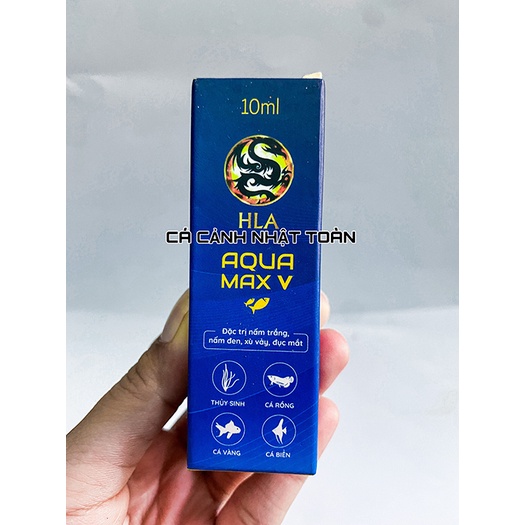 10ml
HLA
CÁ CẢNH NHẬT TOÀN
AQUA
MAX V
Đặc trị nấm trắng,
nấm đen, xù vảy, đục mắt
THỦY SINH
CÁ RỒNG
CÁ VÀNG
CÁ BIỂN